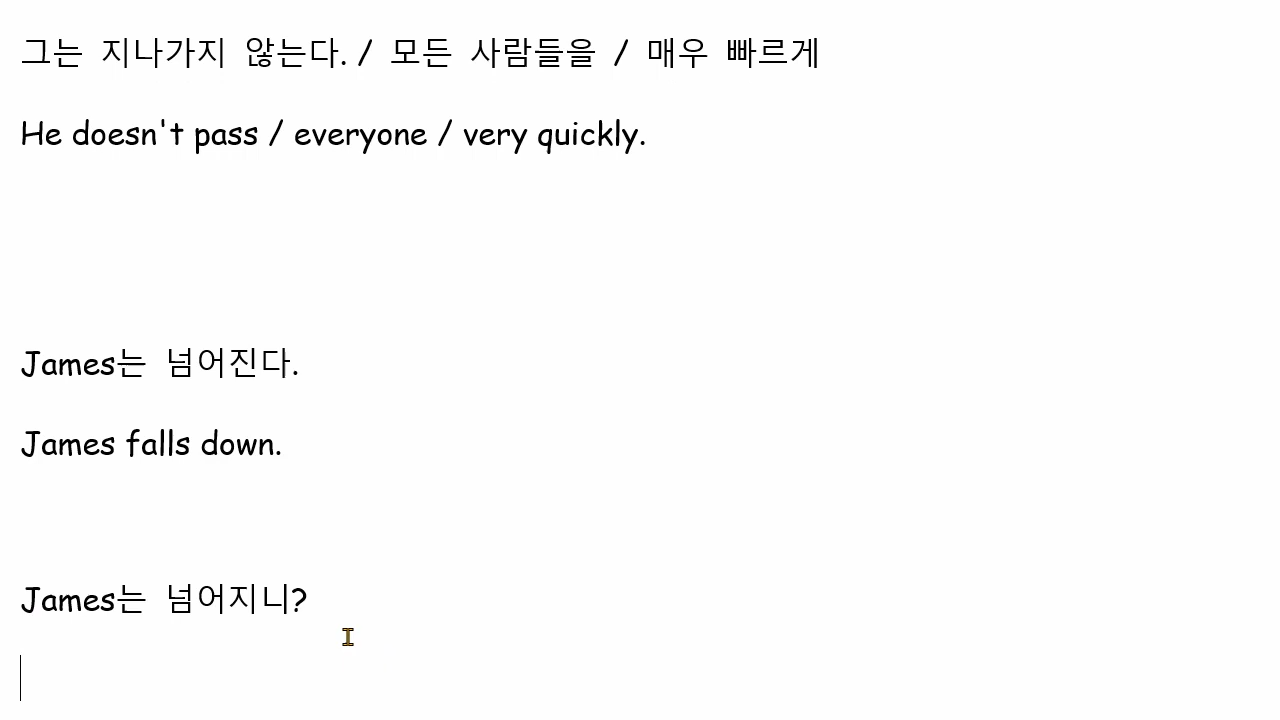 그는 지나가지 않는다. / 모든 사람들을 / 매우 빠르게
He doesn't pass / everyone / very quickly.
James는 넘어진다.
James falls down.
James는 넘어지니?